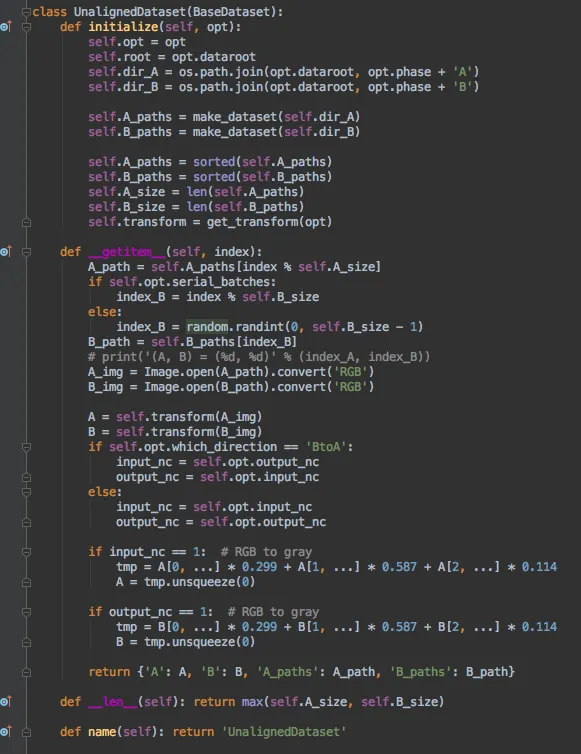 class UnalignedDataset(BaseDataset):
    def initialize(self, opt):
        self.opt = opt
        self.root = opt.dataroot
        self.dir_A = os.path.join(opt.dataroot, opt.phase + 'A')
        self.dir_B = os.path.join(opt.dataroot, opt.phase + 'B')

        self.A_paths = make_dataset(self.dir_A)
        self.B_paths = make_dataset(self.dir_B)

        self.A_paths = sorted(self.A_paths)
        self.B_paths = sorted(self.B_paths)
        self.A_size = len(self.A_paths)
        self.B_size = len(self.B_paths)
        self.transform = get_transform(opt)

    def __getitem__(self, index):
        A_path = self.A_paths[index % self.A_size]
        if self.opt.serial_batches:
            index_B = index % self.B_size
        else:
            index_B = random.randint(0, self.B_size - 1)
        B_path = self.B_paths[index_B]
        # print('(A, B) = (%d, %d)' % (index_A, index_B))
        A_img = Image.open(A_path).convert('RGB')
        B_img = Image.open(B_path).convert('RGB')

        A = self.transform(A_img)
        B = self.transform(B_img)
        if self.opt.which_direction == 'BtoA':
            input_nc = self.opt.output_nc
            output_nc = self.opt.input_nc
        else:
            input_nc = self.opt.input_nc
            output_nc = self.opt.output_nc

        if input_nc == 1:  # RGB to gray
            tmp = A[0, ...] * 0.299 + A[1, ...] * 0.587 + A[2, ...] * 0.114
            A = tmp.unsqueeze(0)

        if output_nc == 1:  # RGB to gray
            tmp = B[0, ...] * 0.299 + B[1, ...] * 0.587 + B[2, ...] * 0.114
            B = tmp.unsqueeze(0)

        return {'A': A, 'B': B, 'A_paths': A_path, 'B_paths': B_path}

    def __len__(self): return max(self.A_size, self.B_size)

    def name(self): return 'UnalignedDataset'